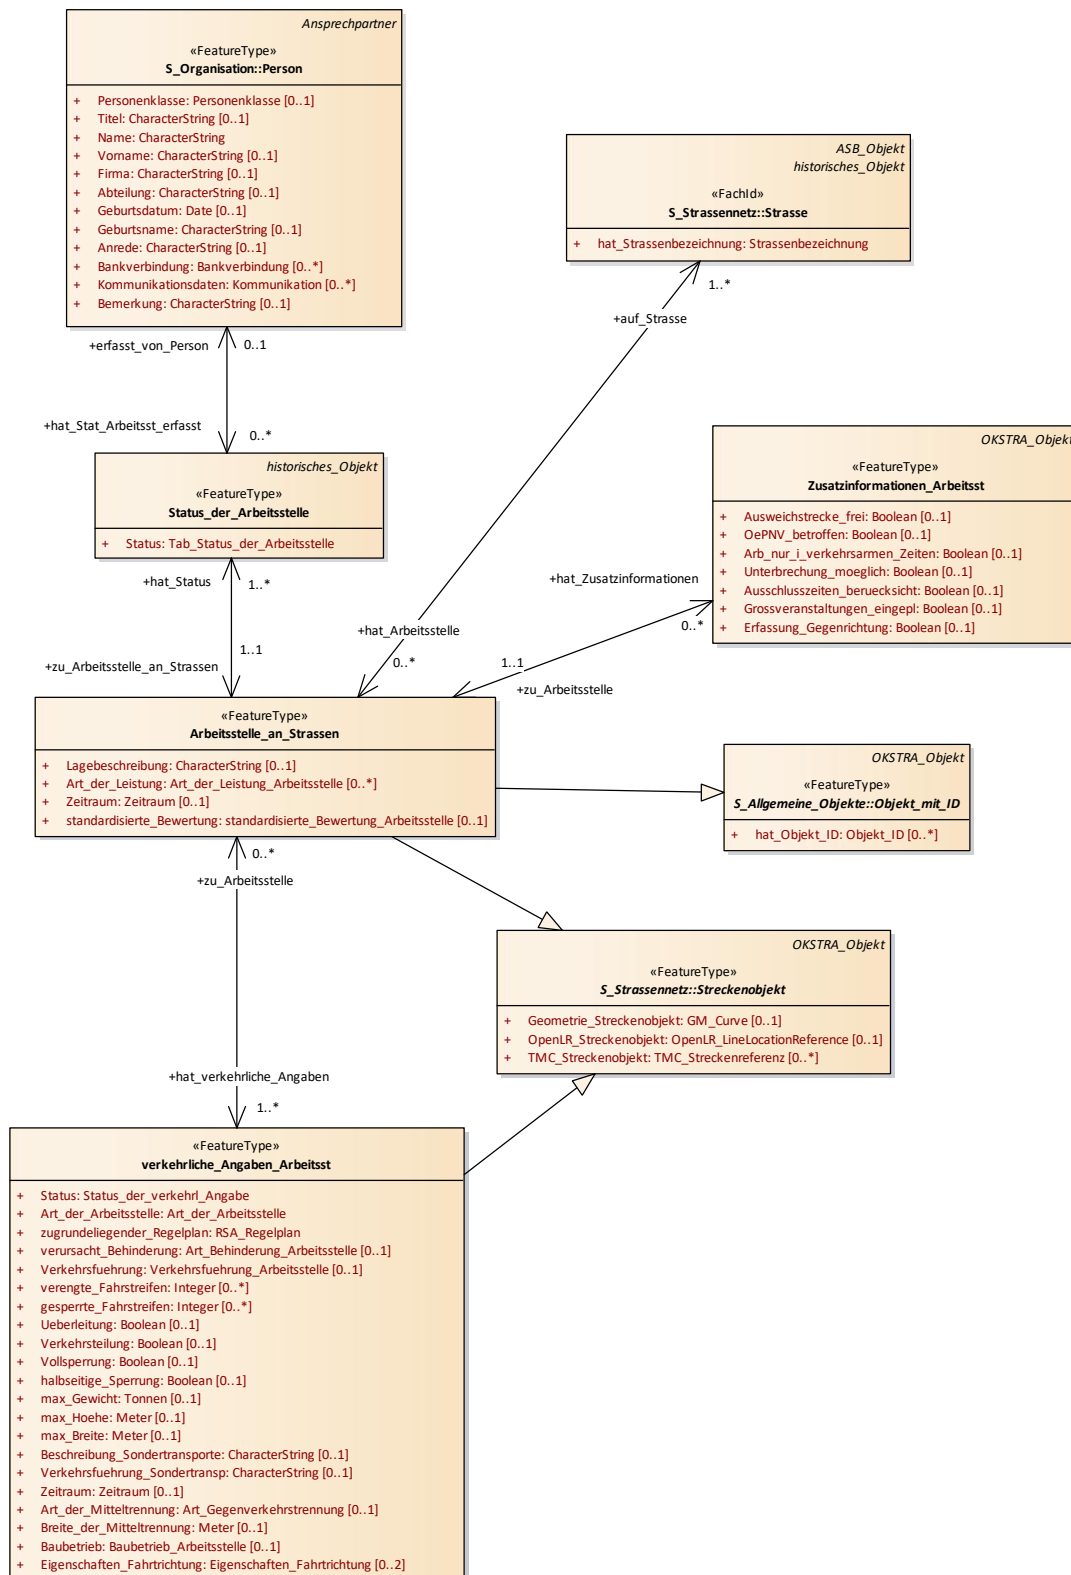 Ansprechpartner
«FeatureType»
S_Organisation::Person
+ Personenklasse: Personenklasse [0..1]
+ Titel: CharacterString [0..1]
+ Name: CharacterString
+ Vorname: CharacterString [0..1]
+ Firma: CharacterString [0..1]
+ Abteilung: CharacterString [0..1]
+ Geburtsdatum: Date [0..1]
+ Geburtsname: CharacterString [0..1]
+ Anrede: CharacterString [0..1]
+ Bankverbindung: Bankverbindung [0..*]
+ Kommunikationsdaten: Kommunikation [0..*]
+ Bemerkung: CharacterString [0..1]
ASB_Objekt
historisches_Objekt
«FachId»
S_Strassennetz::Strasse
+ hat_Strassenbezeichnung: Strassenbezeichnung
1..*
+auf_Strasse
+erfasst_von_Person
0..1
+hat_Stat_Arbeitsst_erfasst
0..*
historisches_Objekt
«FeatureType»
Status_der_Arbeitsstelle
+ Status: Tab_Status_der_Arbeitsstelle
OKSTRA_Objekt
«FeatureType»
Zusatzinformationen_Arbeitsst
+ Ausweichstrecke_frei: Boolean [0..1]
+ OePNV_betroffen: Boolean [0..1]
+ Arb_nur_i_verkehrsarmen_Zeiten: Boolean [0..1]
+ Unterbrechung_moeglich: Boolean [0..1]
+ Ausschlusszeiten_beruecksicht: Boolean [0..1]
+ Grossveranstaltungen_eingepl: Boolean [0..1]
+ Erfassung_Gegenrichtung: Boolean [0..1]
+hat_Status
1..*
+hat_Zusatzinformationen
0..*
+hat_Arbeitsstelle
0..*
1..1
+zu_Arbeitsstelle_an_Strassen
1..1
+zu_Arbeitsstelle
«FeatureType»
Arbeitsstelle_an_Strassen
+ Lagebeschreibung: CharacterString [0..1]
+ Art_der_Leistung: Art_der_Leistung_Arbeitsstelle [0..*]
+ Zeitraum: Zeitraum [0..1]
+ standardisierte_Bewertung: standardisierte_Bewertung_Arbeitsstelle [0..1]
OKSTRA_Objekt
«FeatureType»
S_Allgemeine_Objekte::Objekt_mit_ID
+ hat_Objekt_ID: Objekt_ID [0..*]
0..*
+zu_Arbeitsstelle
OKSTRA_Objekt
«FeatureType»
S_Strassennetz::Streckenobjekt
+ Geometrie_Streckenobjekt: GM_Curve [0..1]
+ OpenLR_Streckenobjekt: OpenLR_LineLocationReference [0..1]
+ TMC_Streckenobjekt: TMC_Streckenreferenz [0..*]
+hat_verkehrliche_Angaben
1..*
«FeatureType»
verkehrliche_Angaben_Arbeitsst
+ Status: Status_der_verkehrl_Angabe
+ Art_der_Arbeitsstelle: Art_der_Arbeitsstelle
+ zugrundeliegender_Regelplan: RSA_Regelplan
+ verursacht_Behinderung: Art_Behinderung_Arbeitsstelle [0..1]
+ Verkehrsfuehrung: Verkehrsfuehrung_Arbeitsstelle [0..1]
+ verengte_Fahrstreifen: Integer [0..*]
+ gesperrte_Fahrstreifen: Integer [0..*]
+ Ueberleitung: Boolean [0..1]
+ Verkehrsteilung: Boolean [0..1]
+ Vollsperrung: Boolean [0..1]
+ halbseitige_Sperrung: Boolean [0..1]
+ max_Gewicht: Tonnen [0..1]
+ max_Hoehe: Meter [0..1]
+ max_Breite: Meter [0..1]
+ Beschreibung_Sondertransporte: CharacterString [0..1]
+ Verkehrsfuehrung_Sondertransp: CharacterString [0..1]
+ Zeitraum: Zeitraum [0..1]
+ Art_der_Mitteltrennung: Art_Gegenverkehrstrennung [0..1]
+ Breite_der_Mitteltrennung: Meter [0..1]
+ Baubetrieb: Baubetrieb_Arbeitsstelle [0..1]
+ Eigenschaften_Fahrtrichtung: Eigenschaften_Fahrtrichtung [0..2]